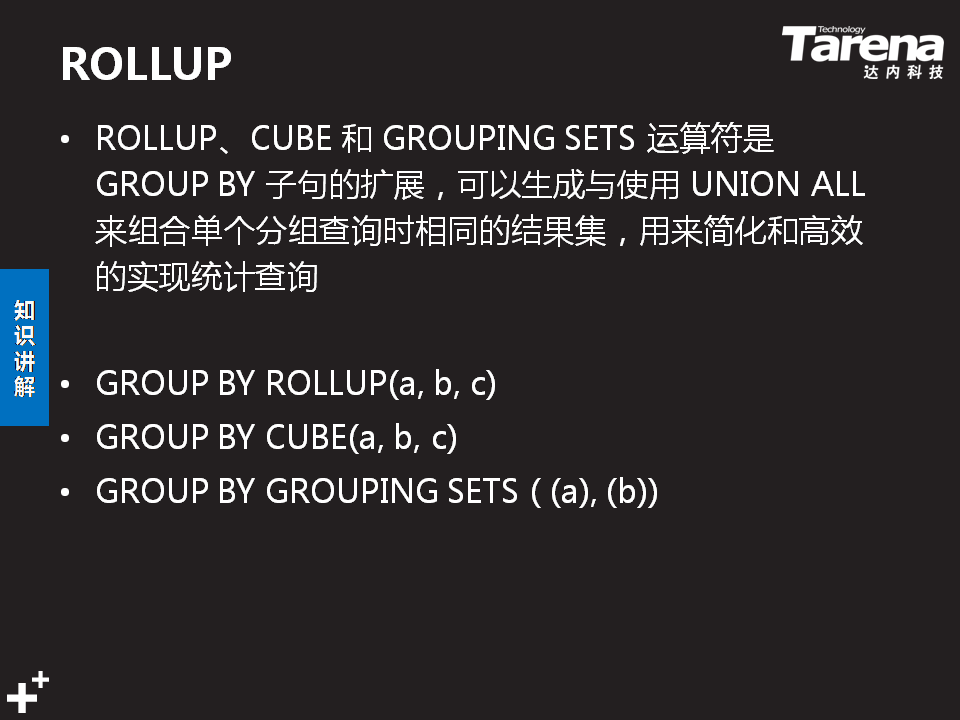 ROLLUP
Technology
Tarena
达内科技
• ROLLUP、CUBE 和 GROUPING SETS 运算符是
GROUP BY 子句的扩展，可以生成与使用 UNION ALL
来组合单个分组查询时相同的结果集，用来简化和高效
的实现统计查询
知识讲解
• GROUP BY ROLLUP(a, b, c)
• GROUP BY CUBE(a, b, c)
• GROUP BY GROUPING SETS ( (a), (b))